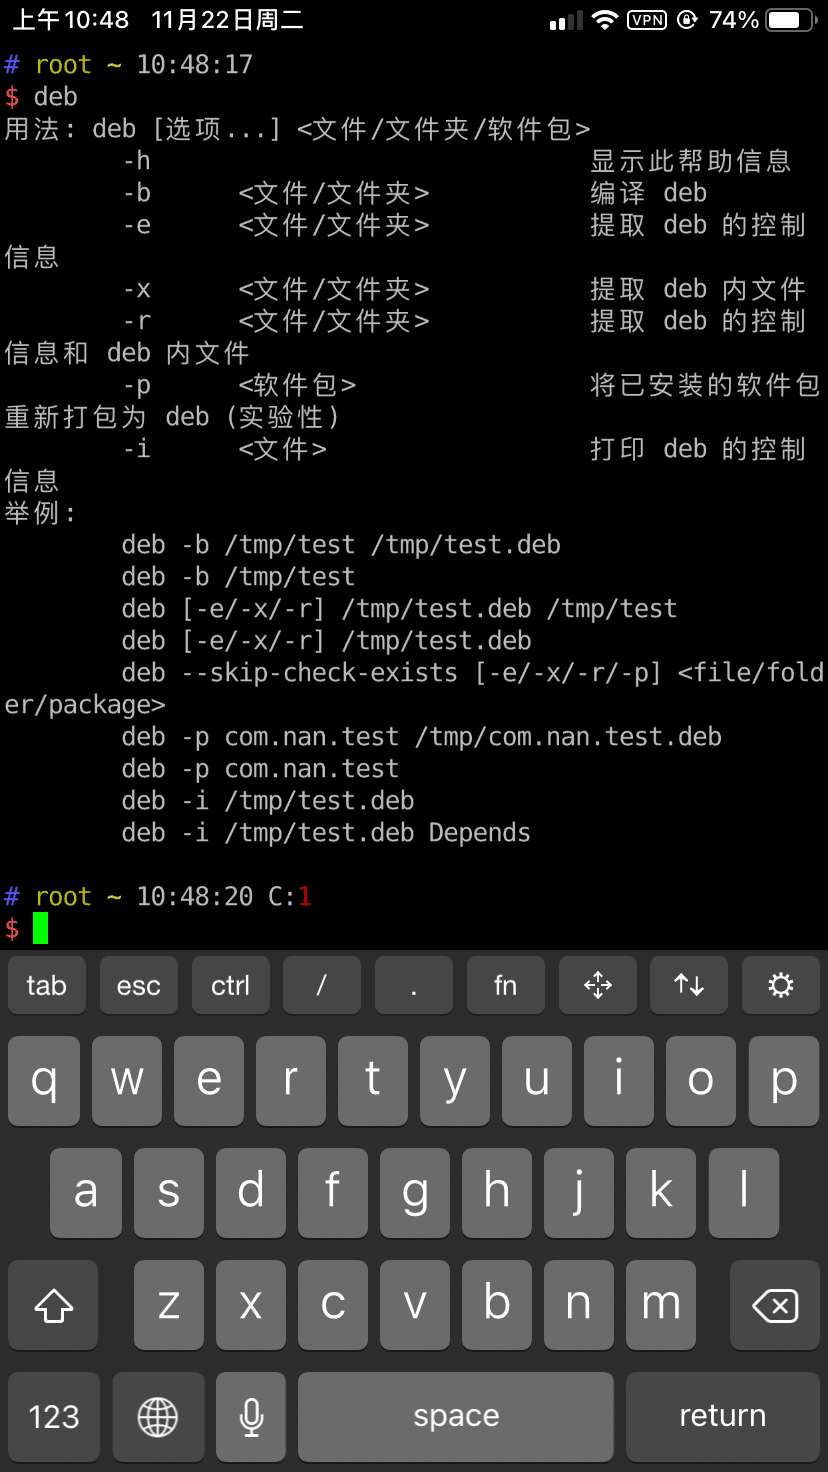 上午10:48 11月22日周二 VPN 74%
# root ~ 10:48:17
$ deb
用法: deb [选项...] <文件/文件夹/软件包>
-h 显示此帮助信息
-b <文件/文件夹> 编译 deb
-e <文件/文件夹> 提取 deb 的控制
信息
-x <文件/文件夹> 提取 deb 内文件
-r <文件/文件夹> 提取 deb 的控制
信息和 deb 内文件
-p <软件包> 将已安装的软件包
重新打包为 deb (实验性)
-i <文件> 打印 deb 的控制
信息
举例:
deb -b /tmp/test /tmp/test.deb
deb -b /tmp/test
deb [-e/-x/-r] /tmp/test.deb /tmp/test
deb [-e/-x/-r] /tmp/test.deb
deb --skip-check-exists [-e/-x/-r/-p] <file/fold
er/package>
deb -p com.nan.test /tmp/com.nan.test.deb
deb -p com.nan.test
deb -i /tmp/test.deb
deb -i /tmp/test.deb Depends
# root ~ 10:48:20 C:1
$
tab esc ctrl / . fn
q w e r t y u i o p
a s d f g h j k l
z x c v b n m
123 space return